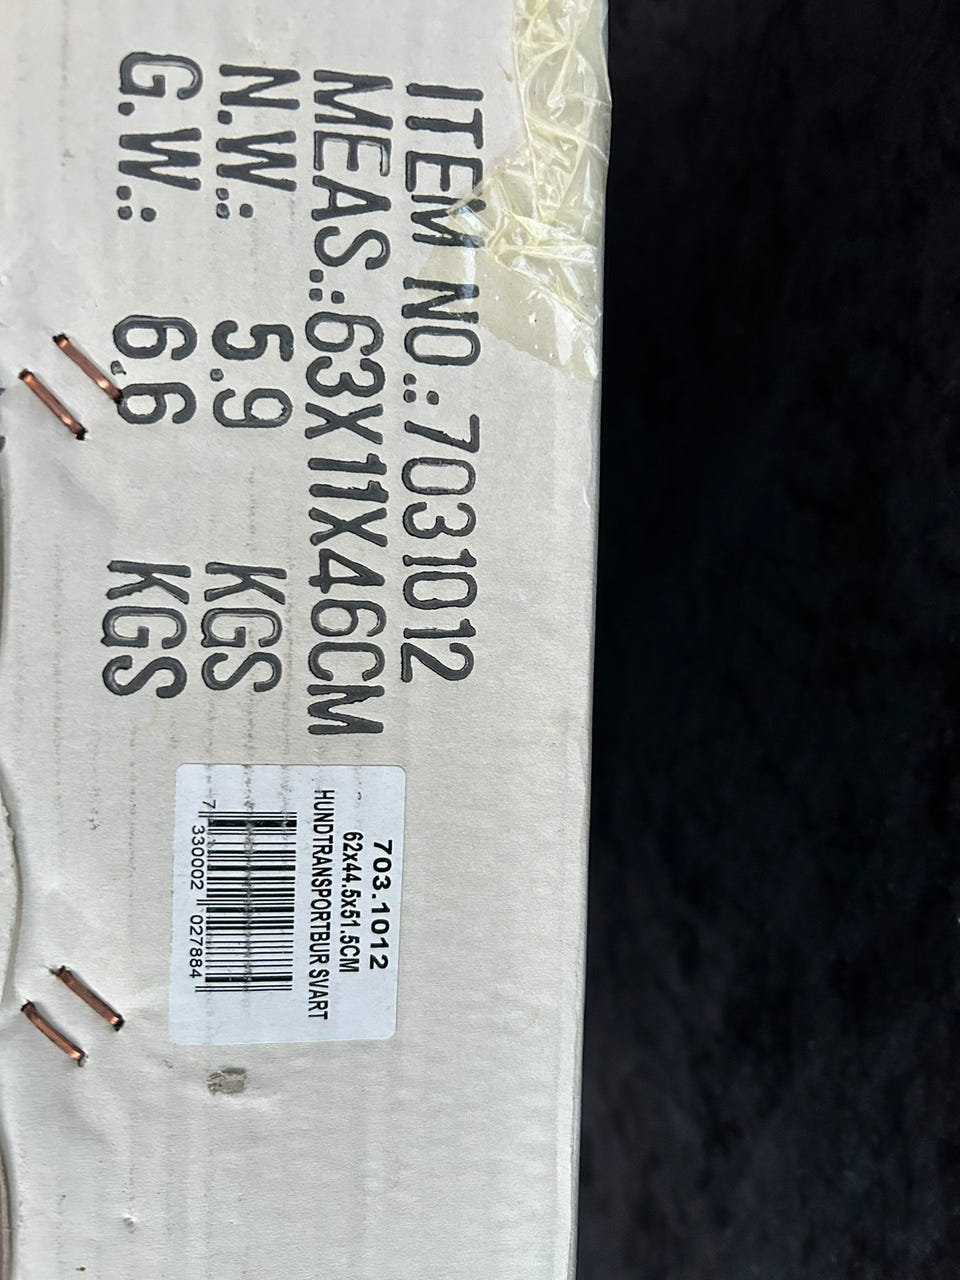 ITEM NO.:7031012
MEAS.:63X11X46CM
N.W.: 5.9 KGS
G.W.: 6.6 KGS
703.1012
62x44.5x51.5CM
HUNDTRANSPORTBUR SVART
7 330002 027884